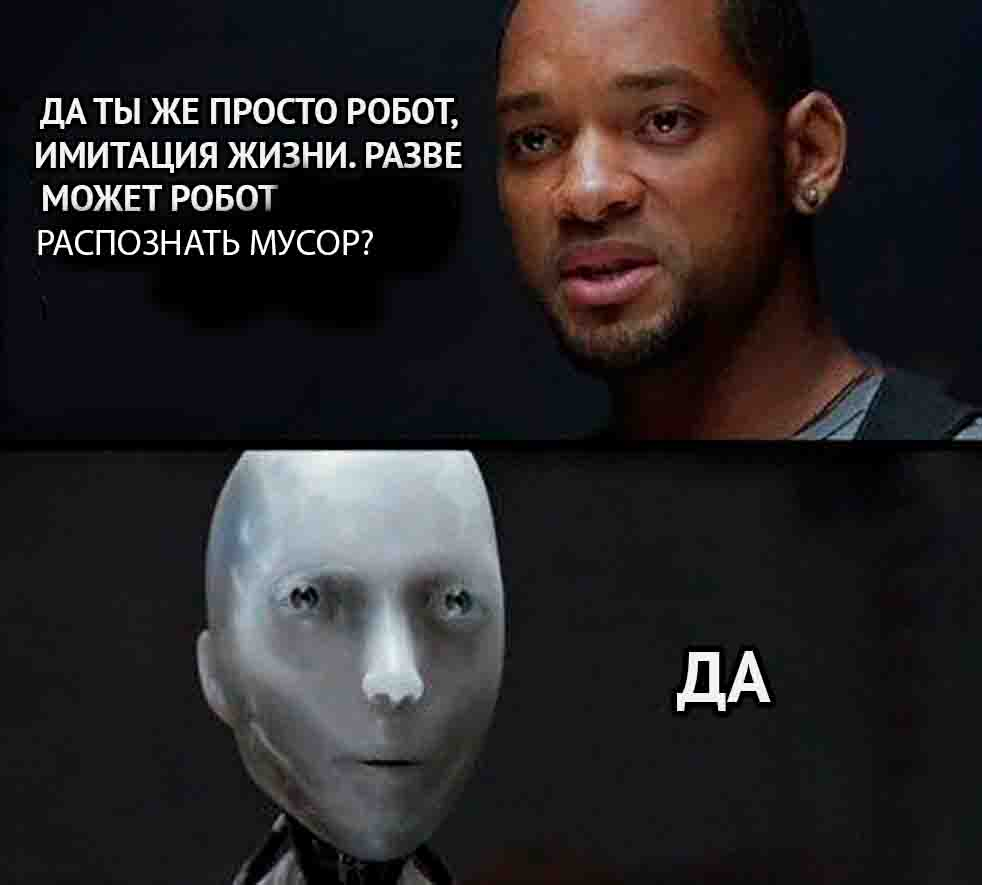 ДА ТЫ ЖЕ ПРОСТО РОБОТ,
ИМИТАЦИЯ ЖИЗНИ. РАЗВЕ
МОЖЕТ РОБОТ
РАСПОЗНАТЬ МУСОР?
ДА